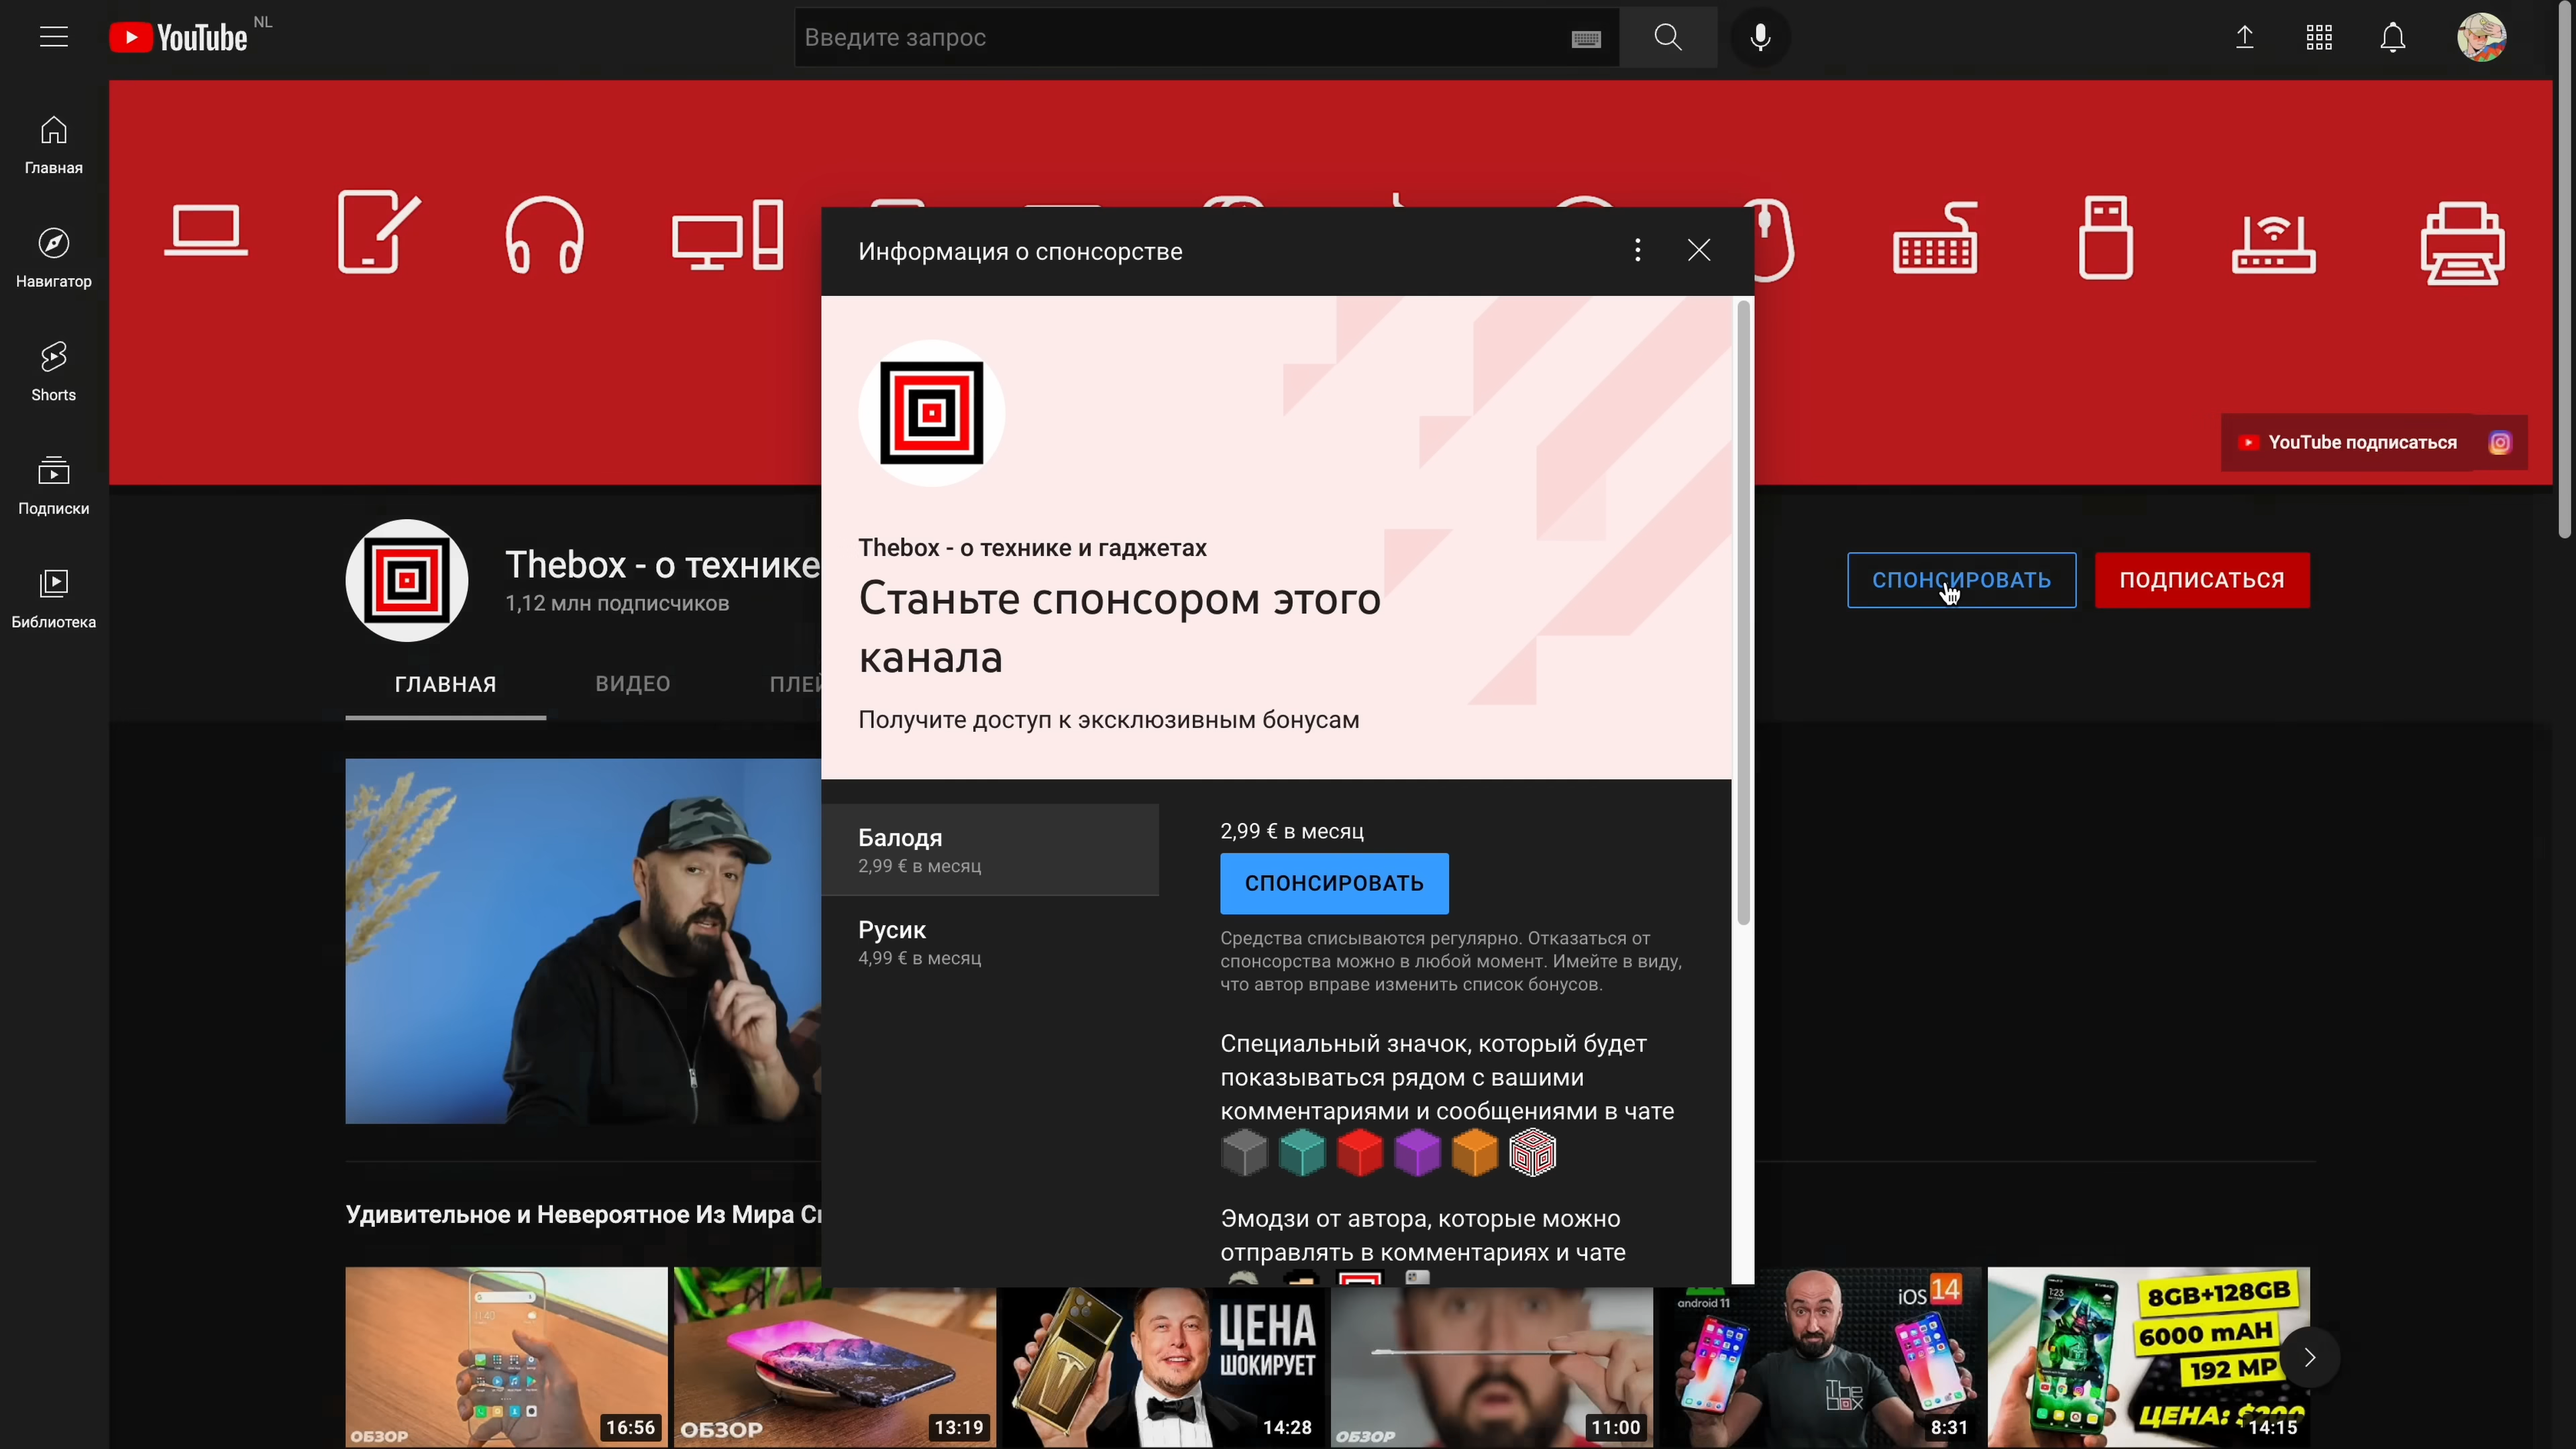 YouTube NL
Введите запрос
Главная
Навигатор
Shorts
Подписки
Библиотека
YouTube подписаться
Thebox - о технике
1,12 млн подписчиков
СПОНСИРОВАТЬ
ПОДПИСАТЬСЯ
ГЛАВНАЯ
ВИДЕО
ПЛЕЙ
Информация о спонсорстве
Thebox - о технике и гаджетах
Станьте спонсором этого
канала
Получите доступ к эксклюзивным бонусам
Балодя
2,99 € в месяц
Русик
4,99 € в месяц
2,99 € в месяц
СПОНСИРОВАТЬ
Средства списываются регулярно. Отказаться от
спонсорства можно в любой момент. Имейте в виду,
что автор вправе изменить список бонусов.
Специальный значок, который будет
показываться рядом с вашими
комментариями и сообщениями в чате
Эмодзи от автора, которые можно
отправлять в комментариях и чате
Удивительное и Невероятное Из Мира
ОБЗОР
16:56
ОБЗОР
13:19
ЦЕНА
ШОКИРУЕТ
14:28
ОБЗОР
11:00
android 11
iOS 14
The box
8:31
8GB+128GB
6000 mAH
192 MP
ЦЕНА:
14:15